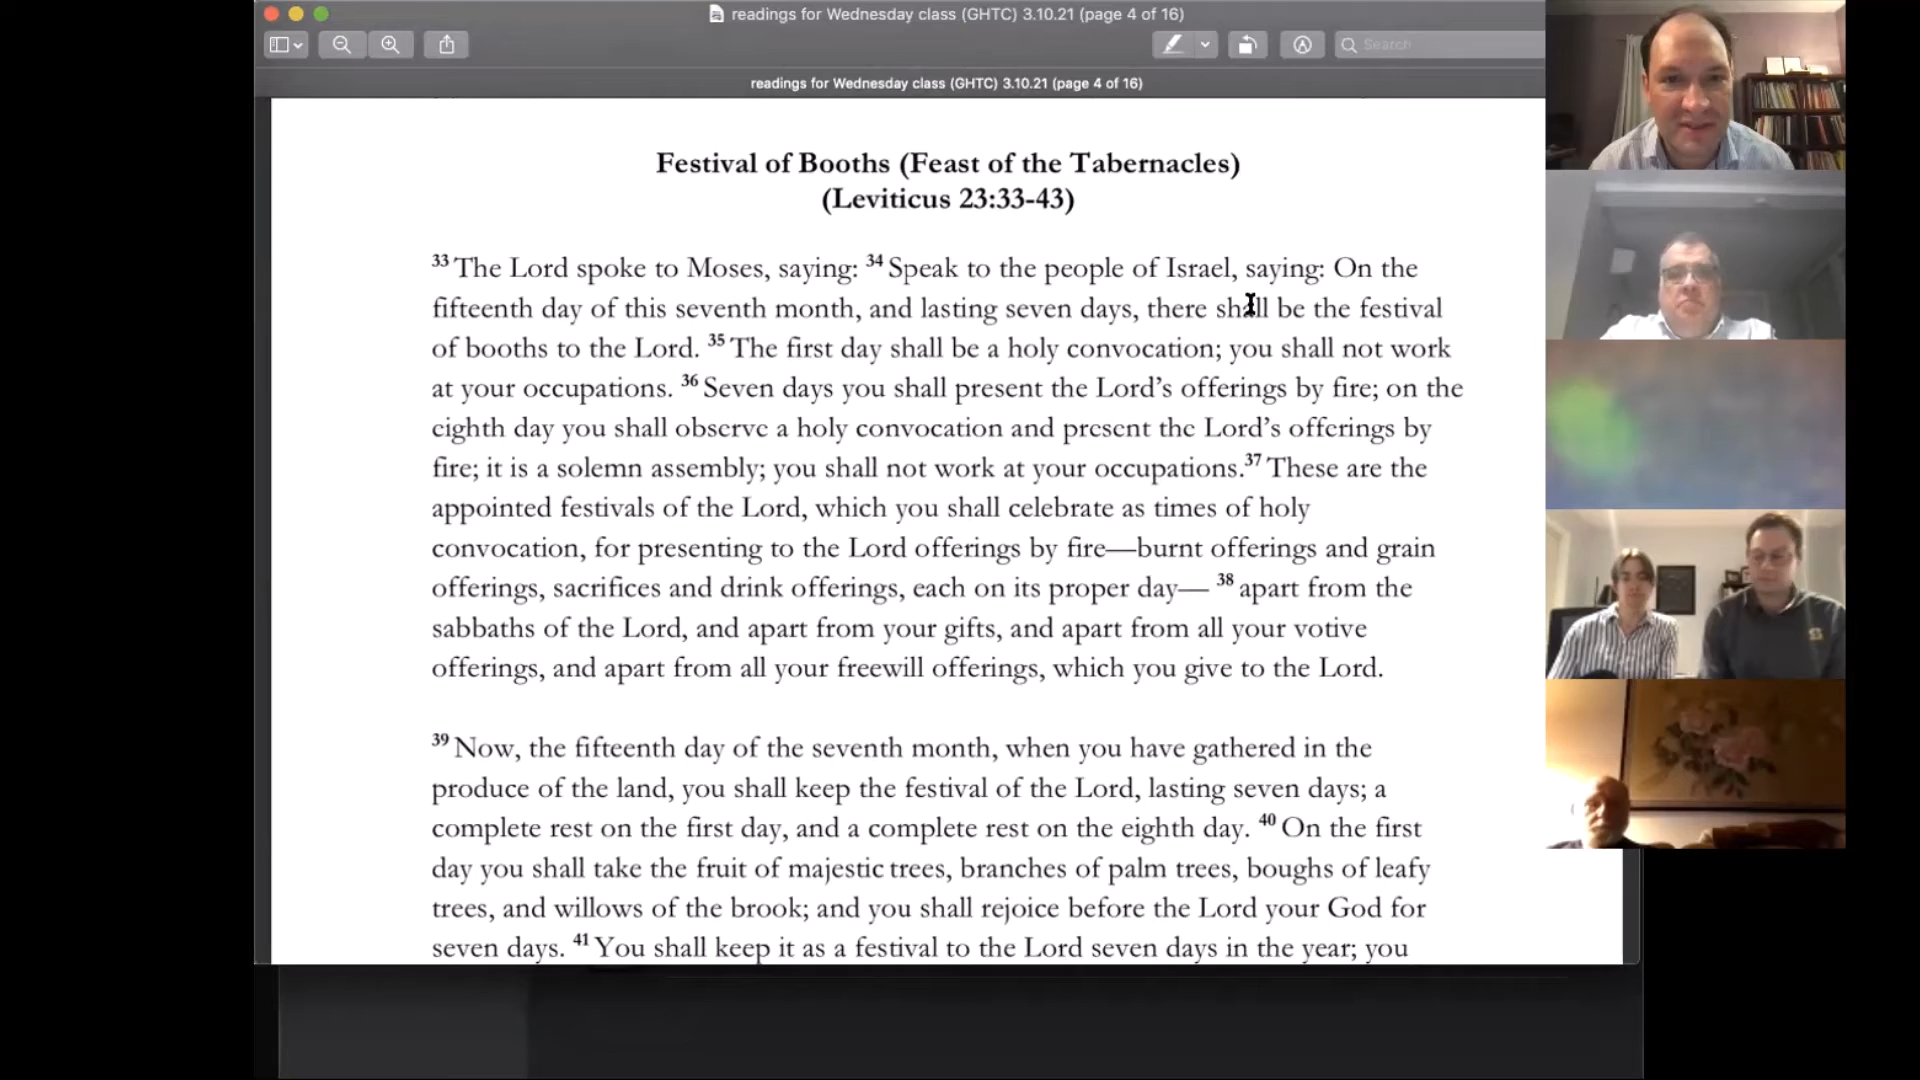 readings for Wednesday class (GHTC) 3.10.21 (page 4 of 16)
Search
readings for Wednesday class (GHTC) 3.10.21 (page 4 of 16)
Festival of Booths (Feast of the Tabernacles)
(Leviticus 23:33-43)
33 The Lord spoke to Moses, saying: 34 Speak to the people of Israel, saying: On the
fifteenth day of this seventh month, and lasting seven days, there shall be the festival
of booths to the Lord. 35 The first day shall be a holy convocation; you shall not work
at your occupations. 36 Seven days you shall present the Lord’s offerings by fire; on the
eighth day you shall observe a holy convocation and present the Lord’s offerings by
fire; it is a solemn assembly; you shall not work at your occupations.37 These are the
appointed festivals of the Lord, which you shall celebrate as times of holy
convocation, for presenting to the Lord offerings by fire—burnt offerings and grain
offerings, sacrifices and drink offerings, each on its proper day— 38 apart from the
sabbaths of the Lord, and apart from your gifts, and apart from all your votive
offerings, and apart from all your freewill offerings, which you give to the Lord.
39 Now, the fifteenth day of the seventh month, when you have gathered in the
produce of the land, you shall keep the festival of the Lord, lasting seven days; a
complete rest on the first day, and a complete rest on the eighth day. 40 On the first
day you shall take the fruit of majestic trees, branches of palm trees, boughs of leafy
trees, and willows of the brook; and you shall rejoice before the Lord your God for
seven days. 41 You shall keep it as a festival to the Lord seven days in the year; you